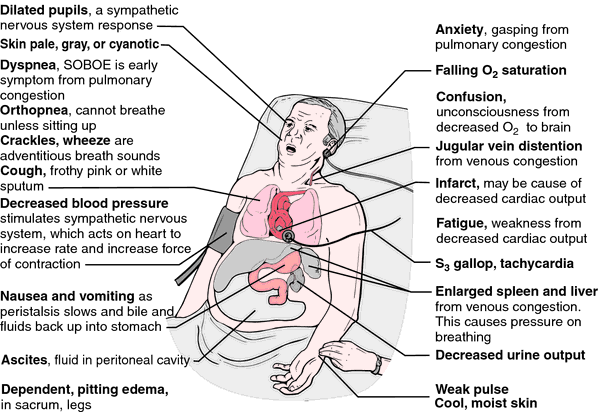 Dilated pupils, a sympathetic
nervous system response
Skin pale, gray, or cyanotic
Dyspnea, SOBOE is early
symptom from pulmonary
congestion
Orthopnea, cannot breathe
unless sitting up
Crackles, wheeze are
adventitious breath sounds
Cough, frothy pink or white
sputum
Decreased blood pressure
stimulates sympathetic nervous
system, which acts on heart to
increase rate and increase force
of contraction
Nausea and vomiting as
peristalsis slows and bile and
fluids back up into stomach
Ascites, fluid in peritoneal cavity
Dependent, pitting edema,
in sacrum, legs
Anxiety, gasping from
pulmonary congestion
Falling O2 saturation
Confusion,
unconsciousness from
decreased O2 to brain
Jugular vein distention
from venous congestion
Infarct, may be cause of
decreased cardiac output
Fatigue, weakness from
decreased cardiac output
S3 gallop, tachycardia
Enlarged spleen and liver
from venous congestion.
This causes pressure on
breathing
Decreased urine output
Weak pulse
Cool, moist skin